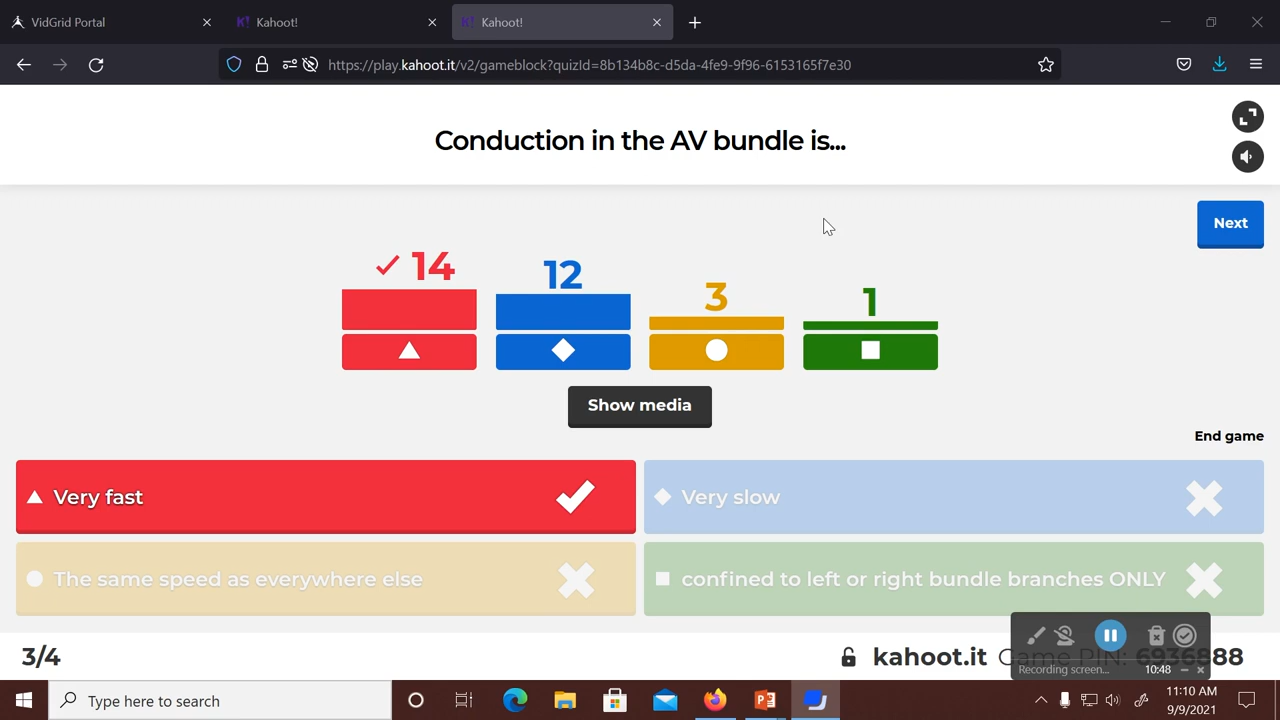 VidGrid Portal
Kahoot!
Kahoot!
https://play.kahoot.it/v2/gameblock?quizId=8b134b8c-d5da-4fe9-9f96-6153165f7e30
Conduction in the AV bundle is...
Next
14
12
3
1
Show media
End game
Very fast
Very slow
The same speed as everywhere else
confined to left or right bundle branches ONLY
3/4
kahoot.it Game PIN: 6936888
Recording screen... 10:48
Type here to search
11:10 AM
9/9/2021